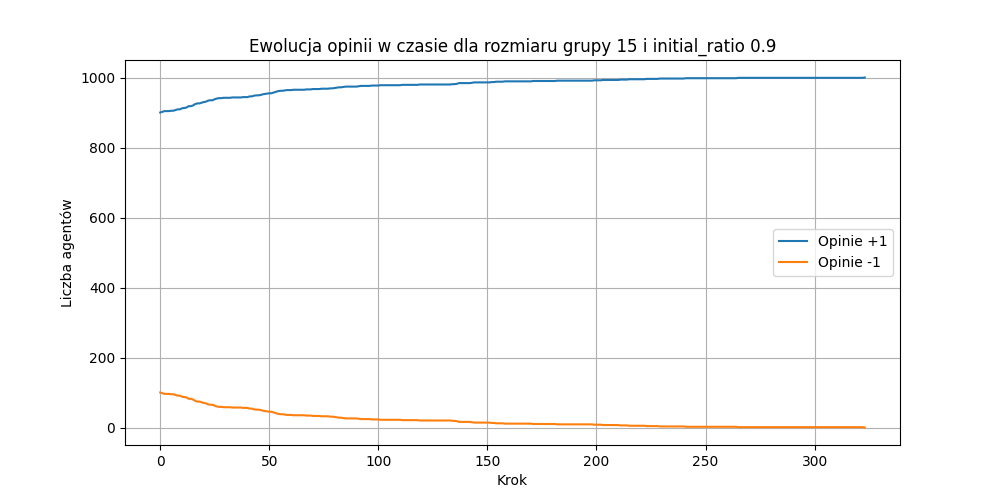 Ewolucja opinii w czasie dla rozmiaru grupy 15 i initial_ratio 0.9
Liczba agentów
1000
800
600
400
200
0
Opinie +1
Opinie -1
0 50 100 150 200 250 300
Krok